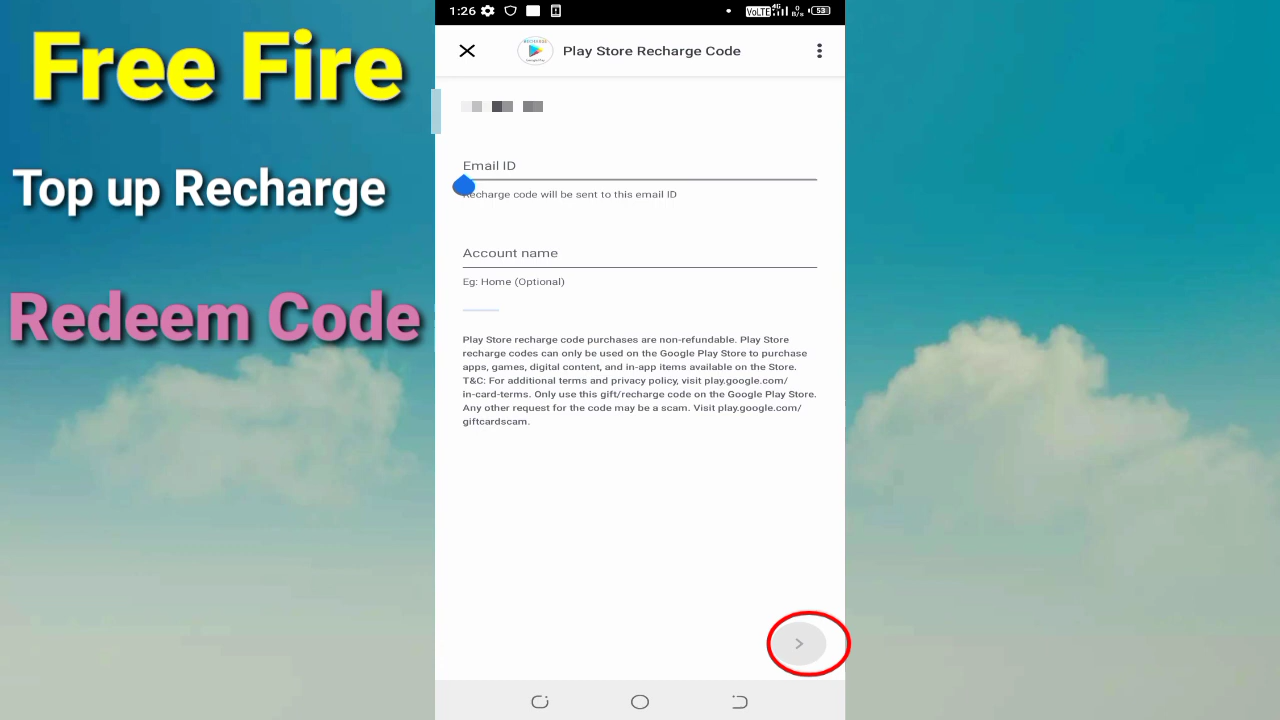 Free Fire
Top up Recharge
Redeem Code
1:26
VoLTE 4G 0 B/s 53
Play Store Recharge Code
Email ID
Recharge code will be sent to this email ID
Account name
Eg: Home (Optional)
Play Store recharge code purchases are non-refundable. Play Store
recharge codes can only be used on the Google Play Store to purchase
apps, games, digital content, and in-app items available on the Store.
T&C: For additional terms and privacy policy, visit play.google.com/
in-card-terms. Only use this gift/recharge code on the Google Play Store.
Any other request for the code may be a scam. Visit play.google.com/
giftcardscam.